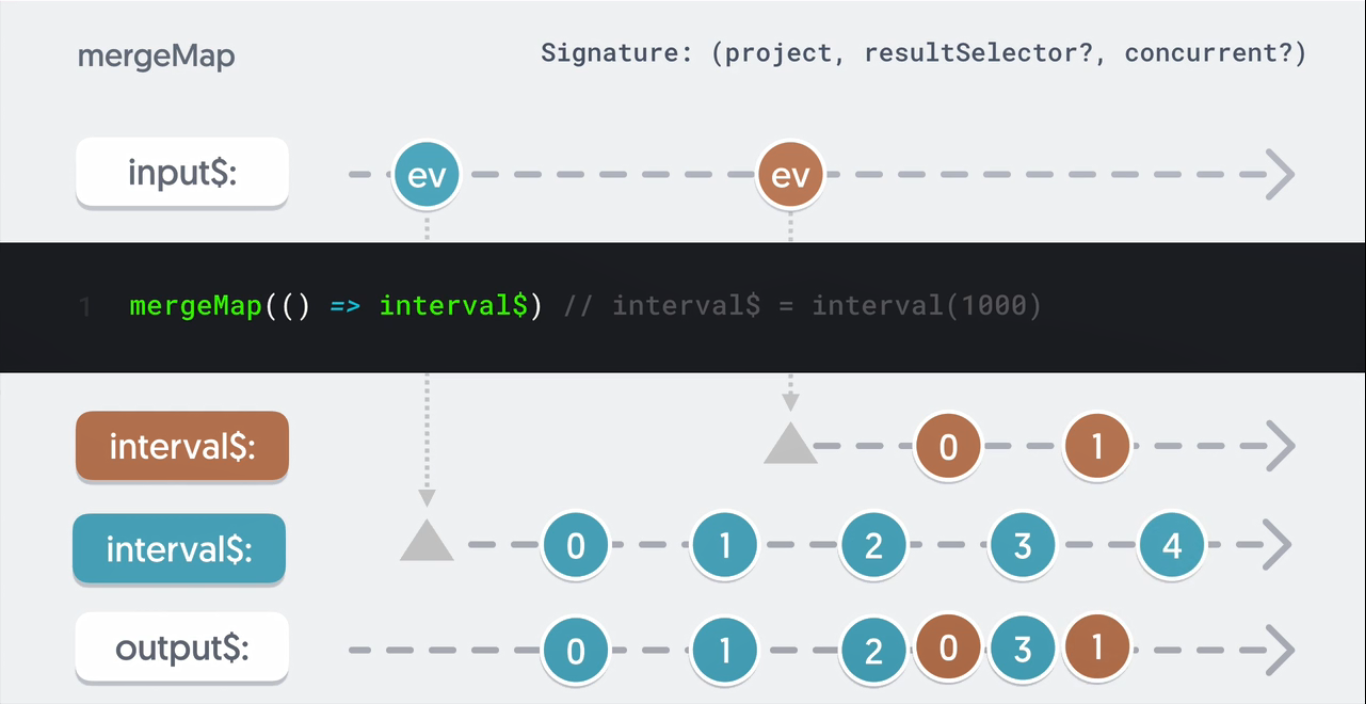 mergeMap
Signature: (project, resultSelector?, concurrent?)
input$: ev ev
1 mergeMap(() => interval$) // interval$ = interval(1000)
interval$: 0 1
interval$: 0 1 2 3 4
output$: 0 1 2 0 3 1